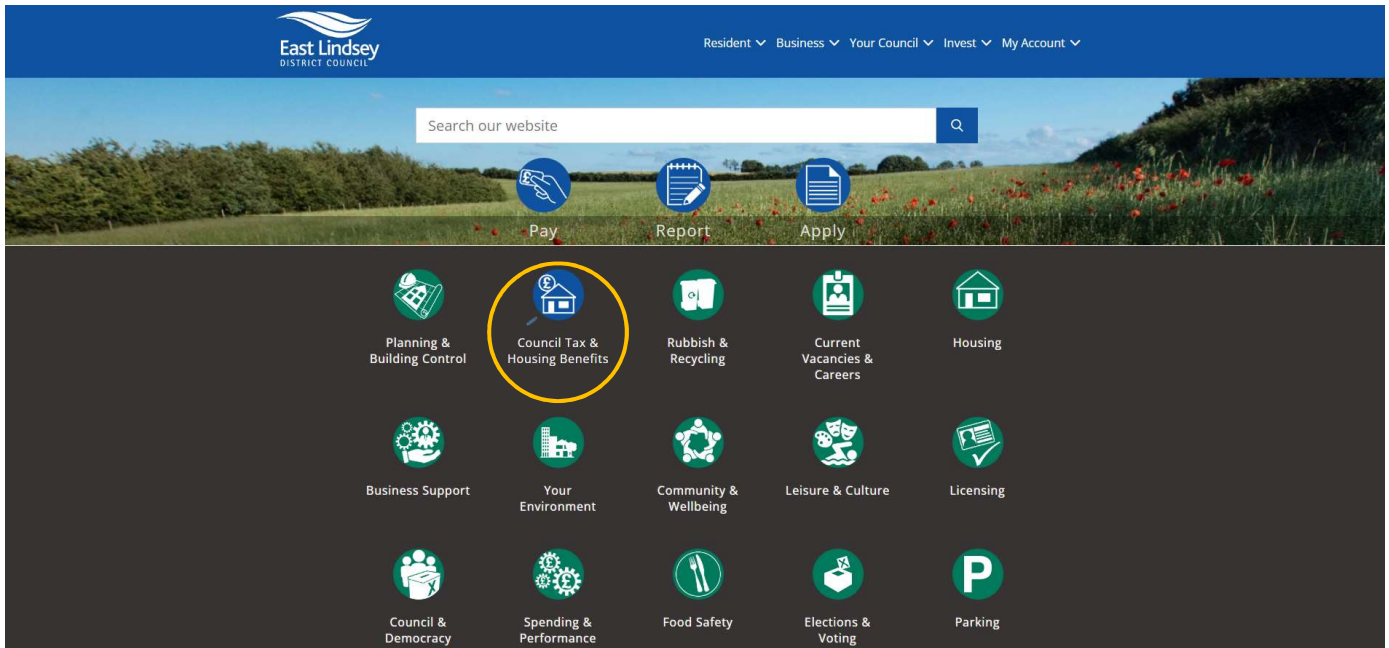 East Lindsey
DISTRICT COUNCIL
Resident Business Your Council Invest My Account
Search our website
Pay Report Apply
Planning & Building Control
Council Tax & Housing Benefits
Rubbish & Recycling
Current Vacancies & Careers
Housing
Business Support
Your Environment
Community & Wellbeing
Leisure & Culture
Licensing
P
Council & Democracy
Spending & Performance
Food Safety
Elections & Voting
Parking